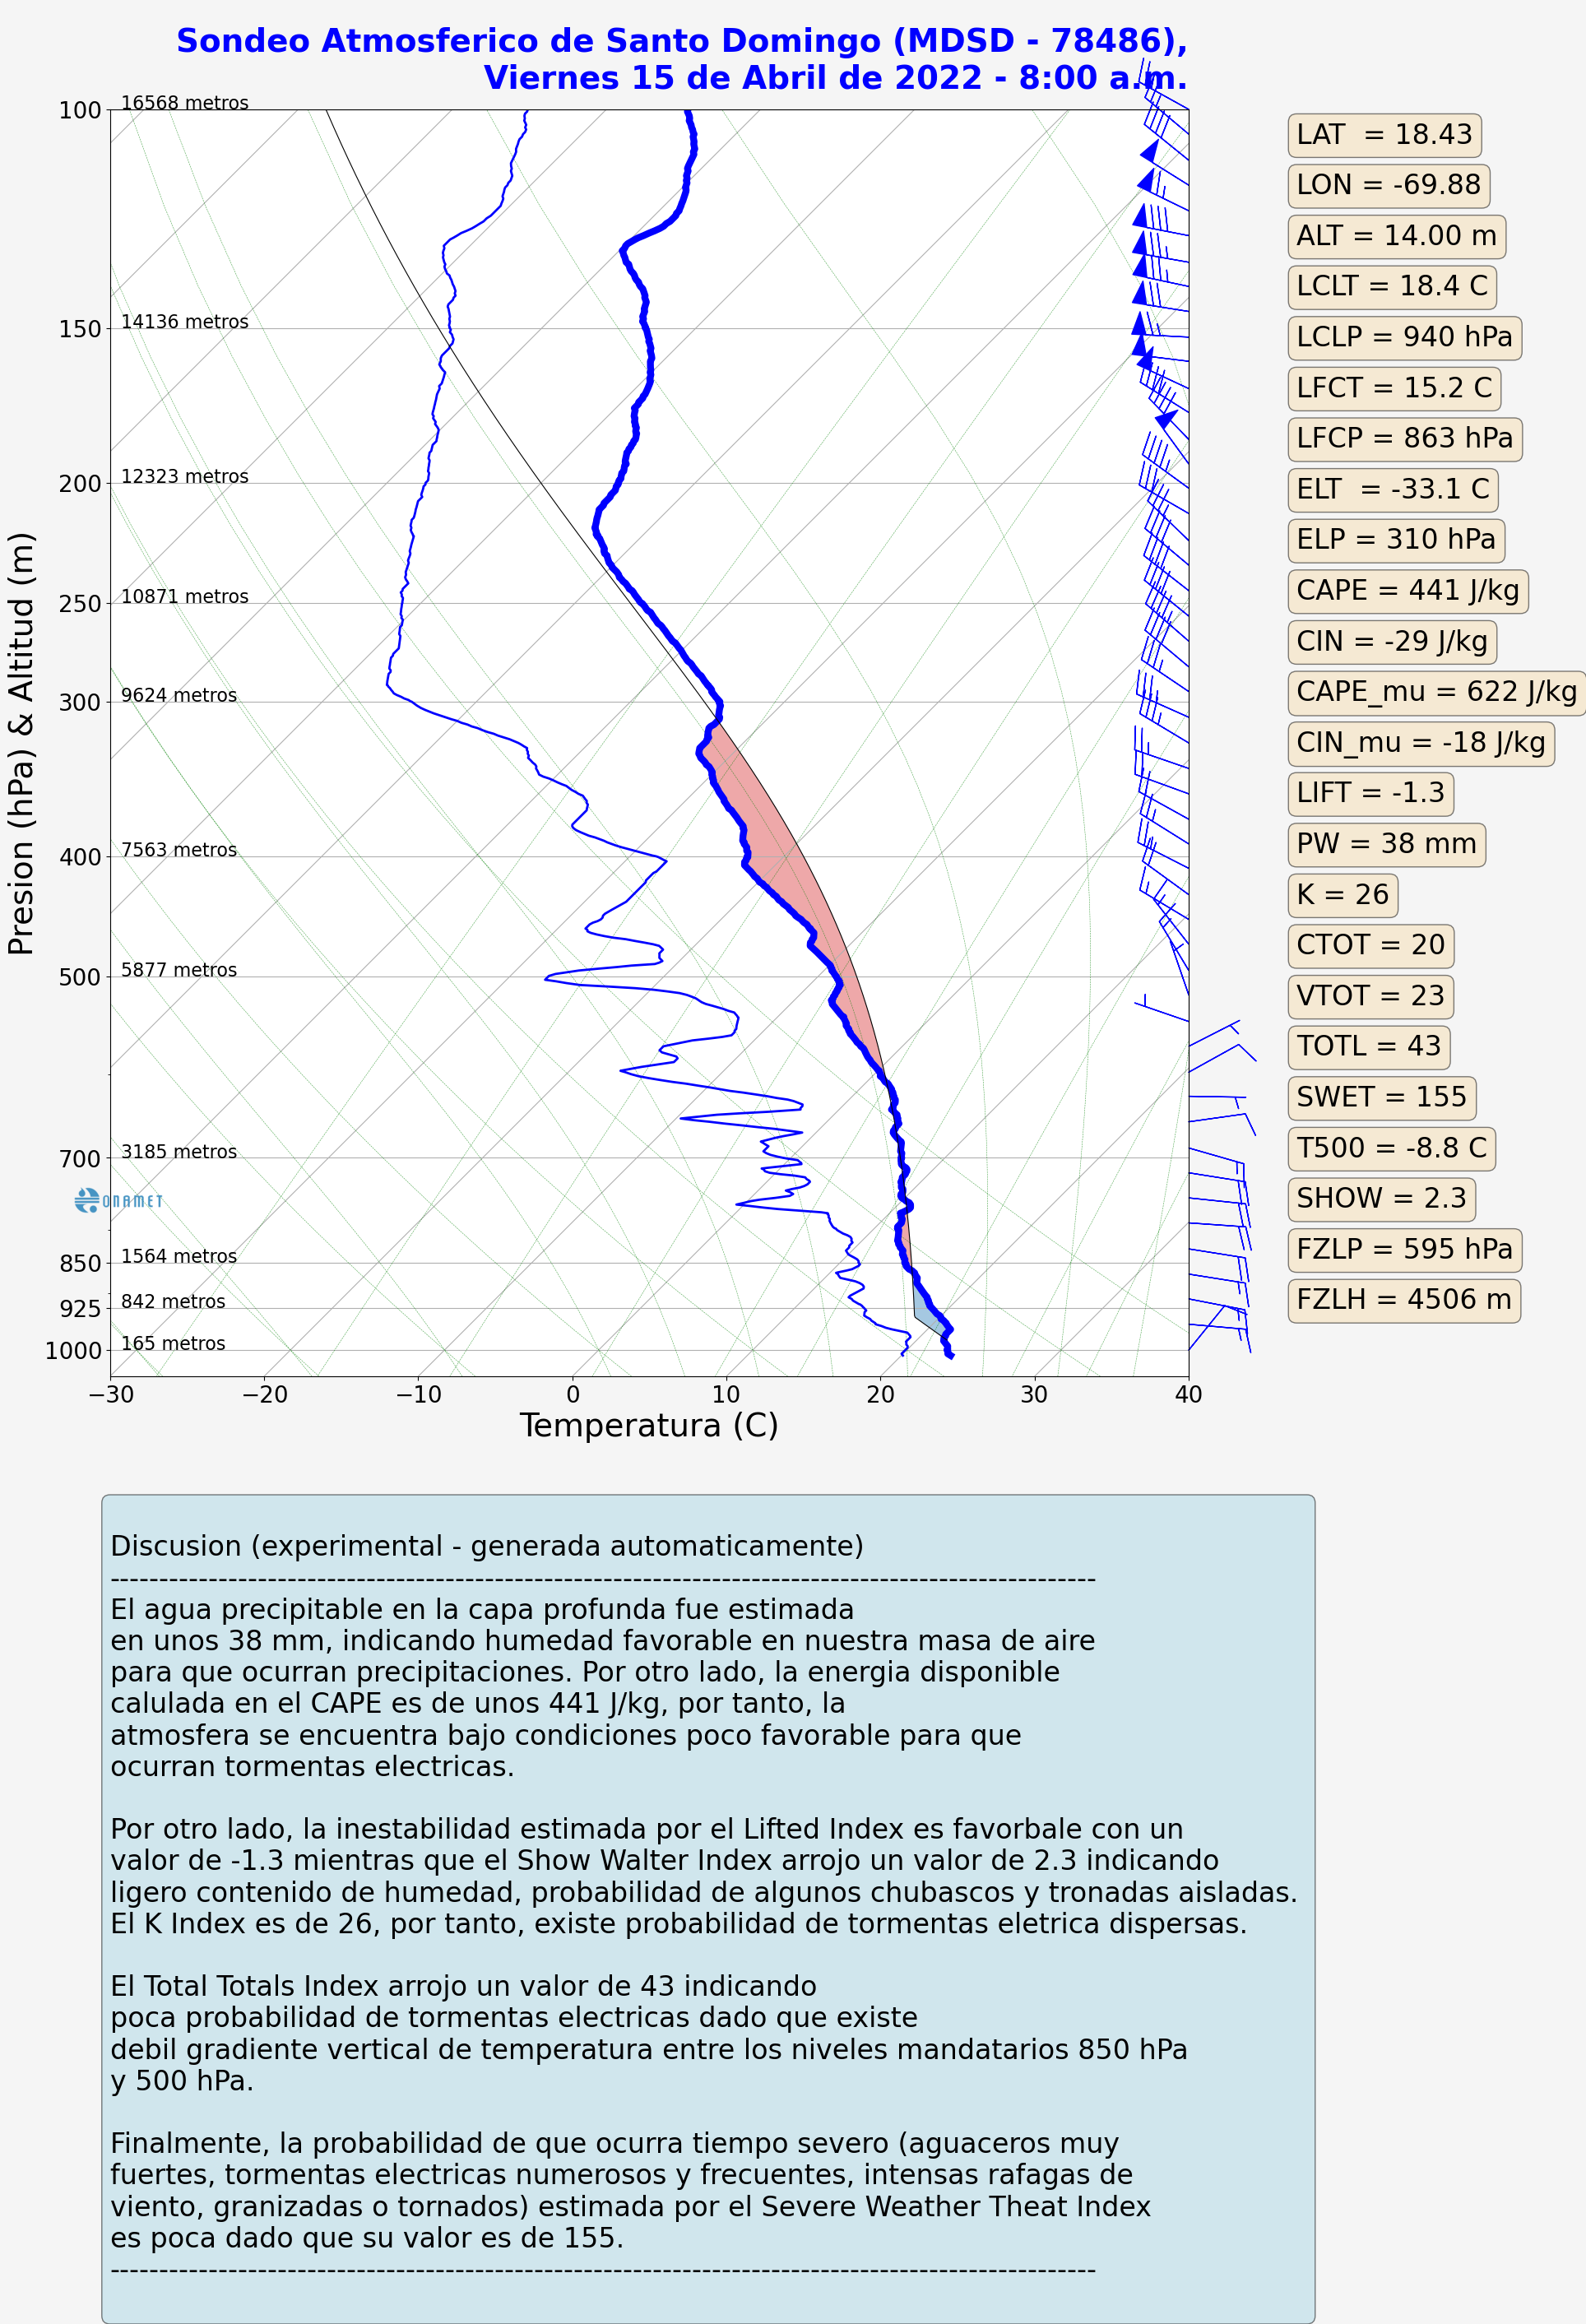 Sondeo Atmosferico de Santo Domingo (MDSD - 78486),
Viernes 15 de Abril de 2022 - 8:00 a.m.
Presion (hPa) & Altitud (m)
100
16568 metros
150
14136 metros
200
12323 metros
250
10871 metros
300
9624 metros
400
7563 metros
500
5877 metros
700
3185 metros
ONAMET
850
1564 metros
925
842 metros
1000
165 metros
−30 −20 −10 0 10 20 30 40
Temperatura (C)
LAT = 18.43
LON = -69.88
ALT = 14.00 m
LCLT = 18.4 C
LCLP = 940 hPa
LFCT = 15.2 C
LFCP = 863 hPa
ELT = -33.1 C
ELP = 310 hPa
CAPE = 441 J/kg
CIN = -29 J/kg
CAPE_mu = 622 J/kg
CIN_mu = -18 J/kg
LIFT = -1.3
PW = 38 mm
K = 26
CTOT = 20
VTOT = 23
TOTL = 43
SWET = 155
T500 = -8.8 C
SHOW = 2.3
FZLP = 595 hPa
FZLH = 4506 m
Discusion (experimental - generada automaticamente)
----------------------------------------------------------------------------------------------------
El agua precipitable en la capa profunda fue estimada
en unos 38 mm, indicando humedad favorable en nuestra masa de aire
para que ocurran precipitaciones. Por otro lado, la energia disponible
calulada en el CAPE es de unos 441 J/kg, por tanto, la
atmosfera se encuentra bajo condiciones poco favorable para que
ocurran tormentas electricas.
Por otro lado, la inestabilidad estimada por el Lifted Index es favorbale con un
valor de -1.3 mientras que el Show Walter Index arrojo un valor de 2.3 indicando
ligero contenido de humedad, probabilidad de algunos chubascos y tronadas aisladas.
El K Index es de 26, por tanto, existe probabilidad de tormentas eletrica dispersas.
El Total Totals Index arrojo un valor de 43 indicando
poca probabilidad de tormentas electricas dado que existe
debil gradiente vertical de temperatura entre los niveles mandatarios 850 hPa
y 500 hPa.
Finalmente, la probabilidad de que ocurra tiempo severo (aguaceros muy
fuertes, tormentas electricas numerosos y frecuentes, intensas rafagas de
viento, granizadas o tornados) estimada por el Severe Weather Theat Index
es poca dado que su valor es de 155.
----------------------------------------------------------------------------------------------------